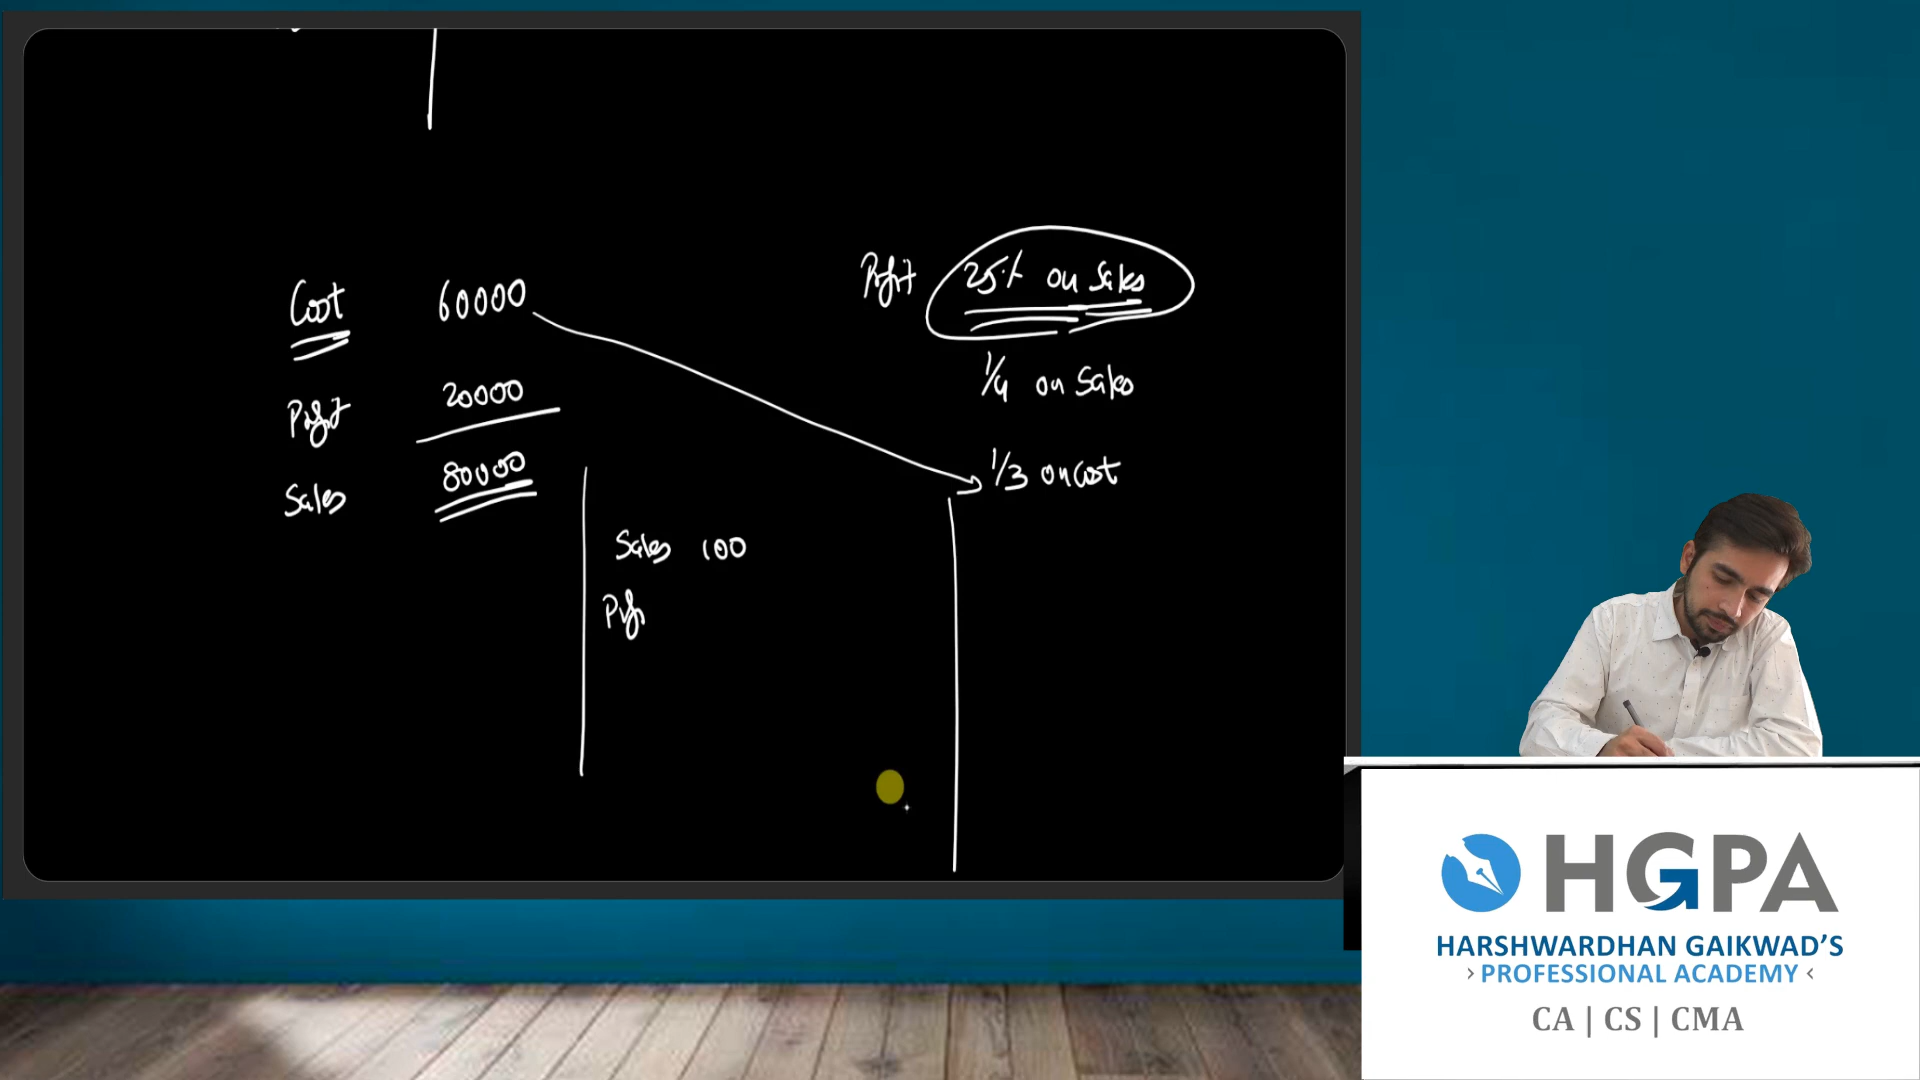 Cost 60000
Profit 20000
Sales 80000
Profit 25% on Sales
1/4 on Sales
1/3 on Cost
Sales 100
Prof
HGPA
HARSHWARDHAN GAIKWAD'S
› PROFESSIONAL ACADEMY ‹
CA | CS | CMA